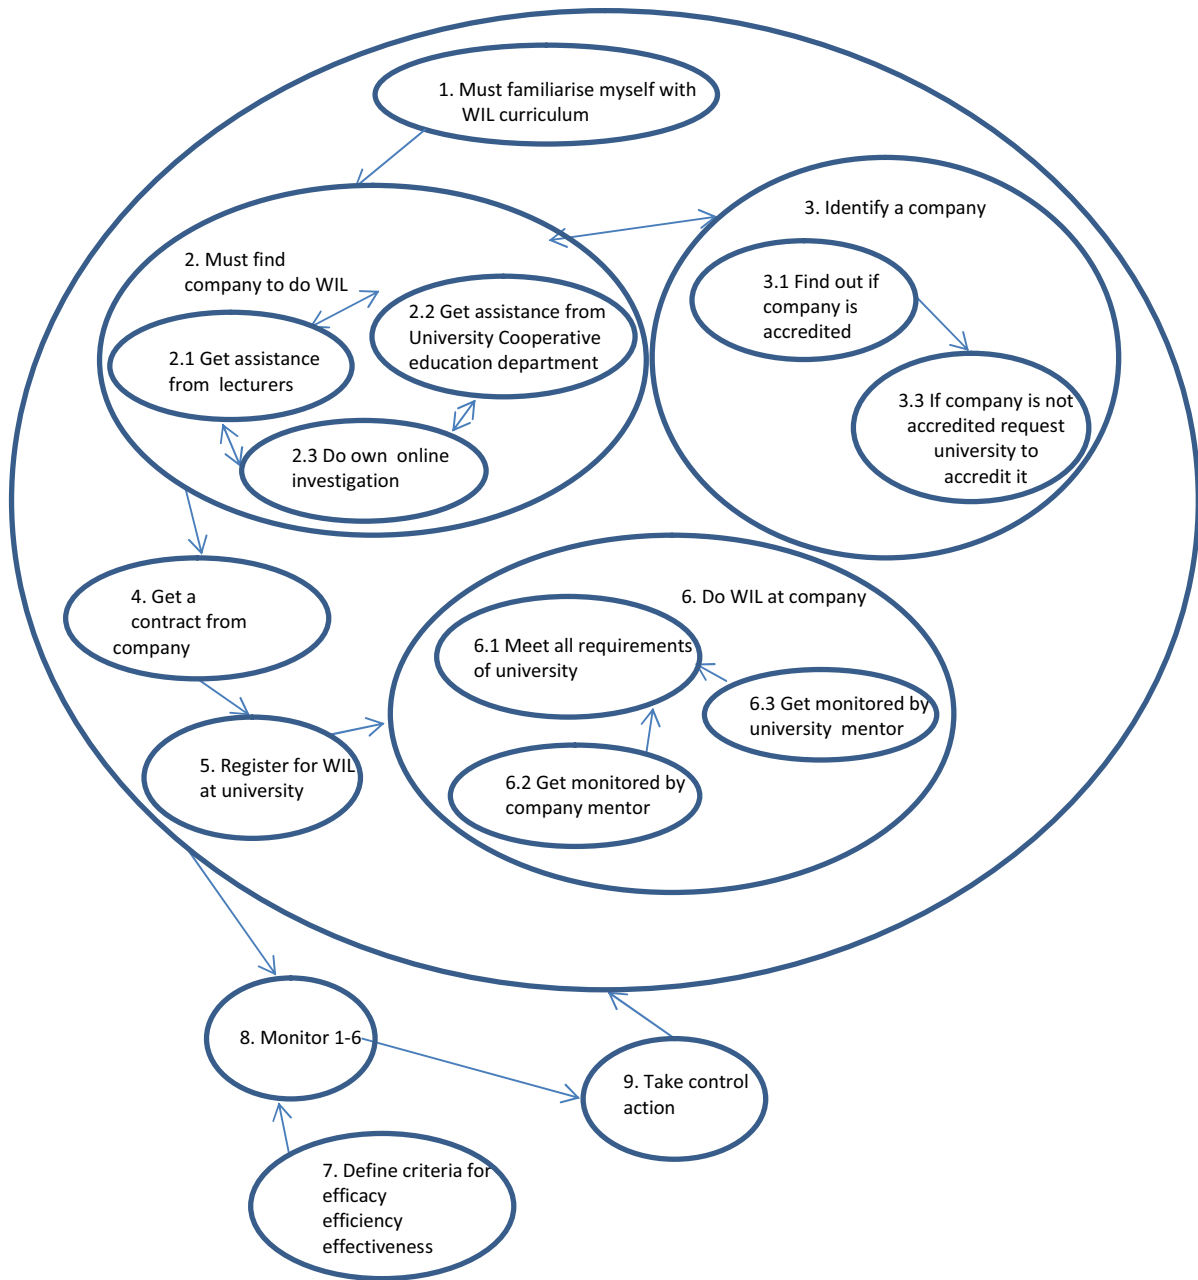 1. Must familiarise myself with
WIL curriculum
3. Identify a company
2. Must find
company to do WIL
3.1 Find out if
company is
accredited
2.2 Get assistance from
University Cooperative
education department
2.1 Get assistance
from lecturers
3.3 If company is not
accredited request
university to
accredit it
2.3 Do own online
investigation
4. Get a
contract from
company
6. Do WIL at company
6.1 Meet all requirements
of university
6.3 Get monitored by
university mentor
5. Register for WIL
at university
6.2 Get monitored by
company mentor
8. Monitor 1-6
9. Take control
action
7. Define criteria for
efficacy
efficiency
effectiveness